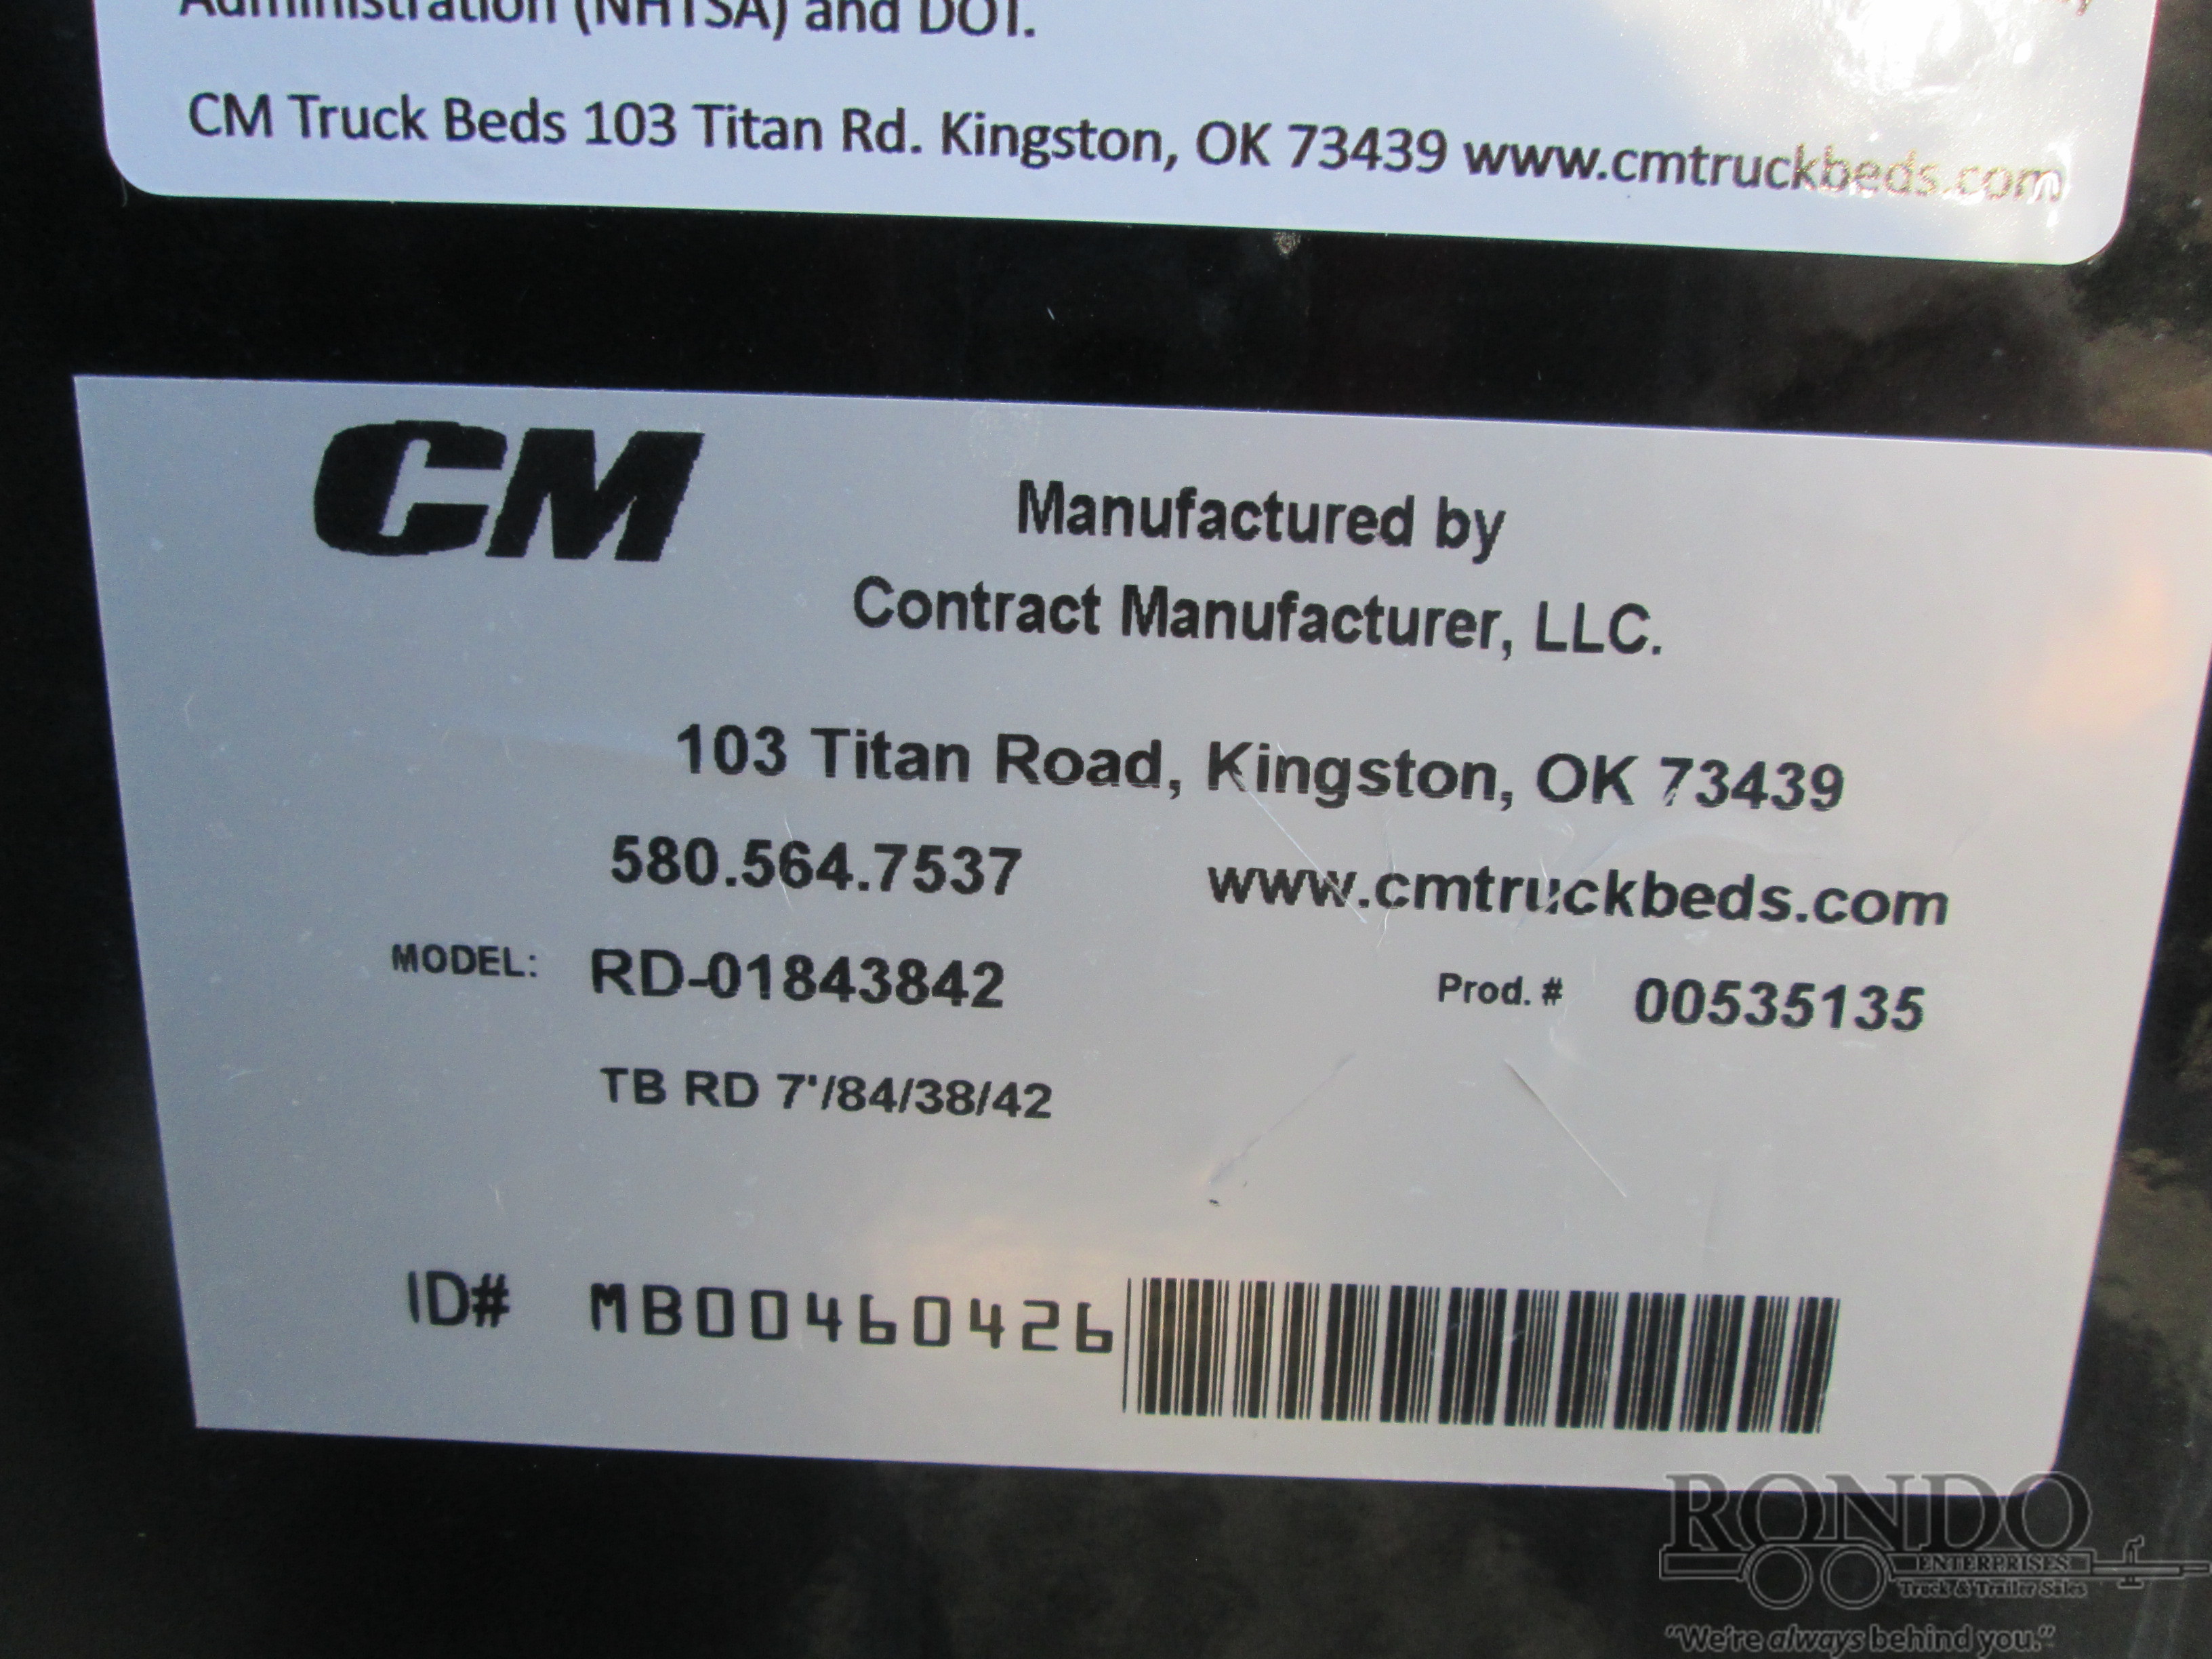 Administration (NHTSA) and DOT.
CM Truck Beds 103 Titan Rd. Kingston, OK 73439 www.cmtruckbeds.com
CM
Manufactured by
Contract Manufacturer, LLC.
103 Titan Road, Kingston, OK 73439
580.564.7537 www.cmtruckbeds.com
MODEL: RD-01843842 Prod. # 00535135
TB RD 7'/84/38/42
ID# MB00460426
RONDO
ENTERPRISES
Truck & Trailer Sales
"We're always behind you."